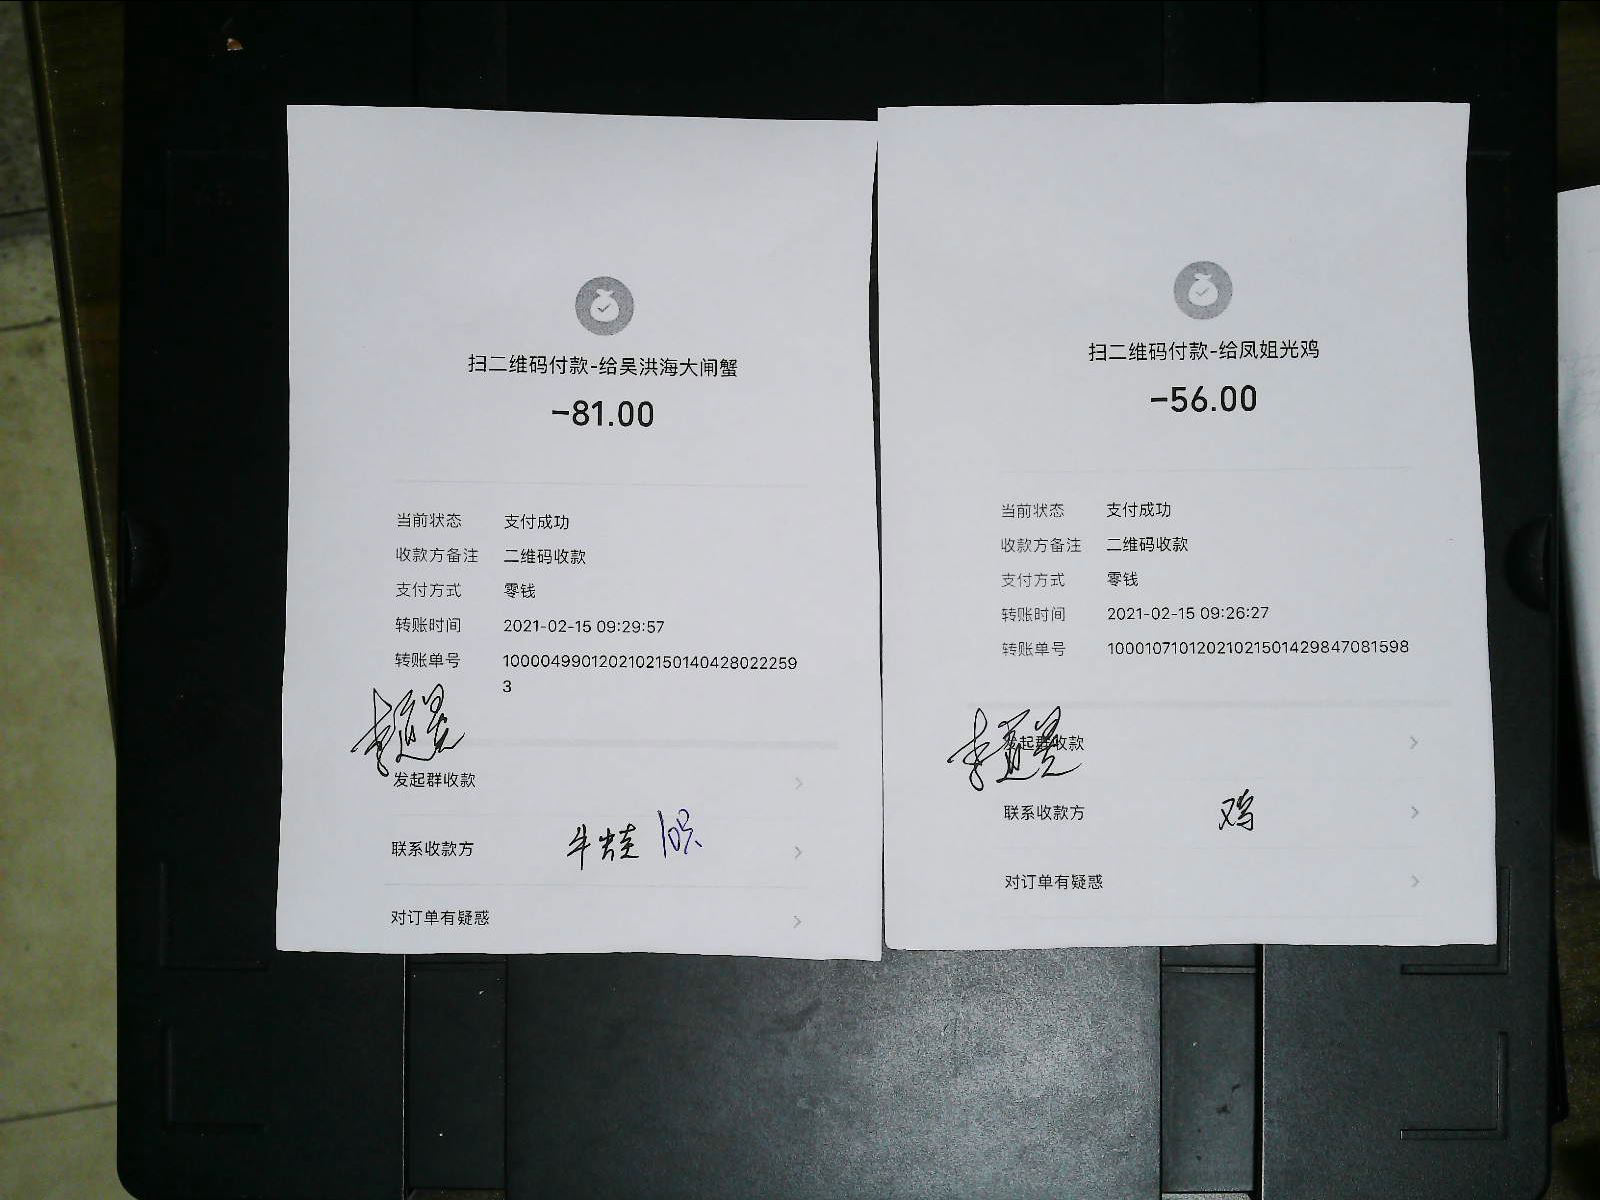 扫二维码付款-给吴洪海大闸蟹
-81.00
当前状态 支付成功
收款方备注 二维码收款
支付方式 零钱
转账时间 2021-02-15 09:29:57
转账单号 1000049901202102150140428022259
3
发起群收款
联系收款方
牛蛙
对订单有疑惑
扫二维码付款-给凤姐光鸡
-56.00
当前状态 支付成功
收款方备注 二维码收款
支付方式 零钱
转账时间 2021-02-15 09:26:27
转账单号 1000107101202102150142984708159８
发起群收款
联系收款方
鸡
对订单有疑惑